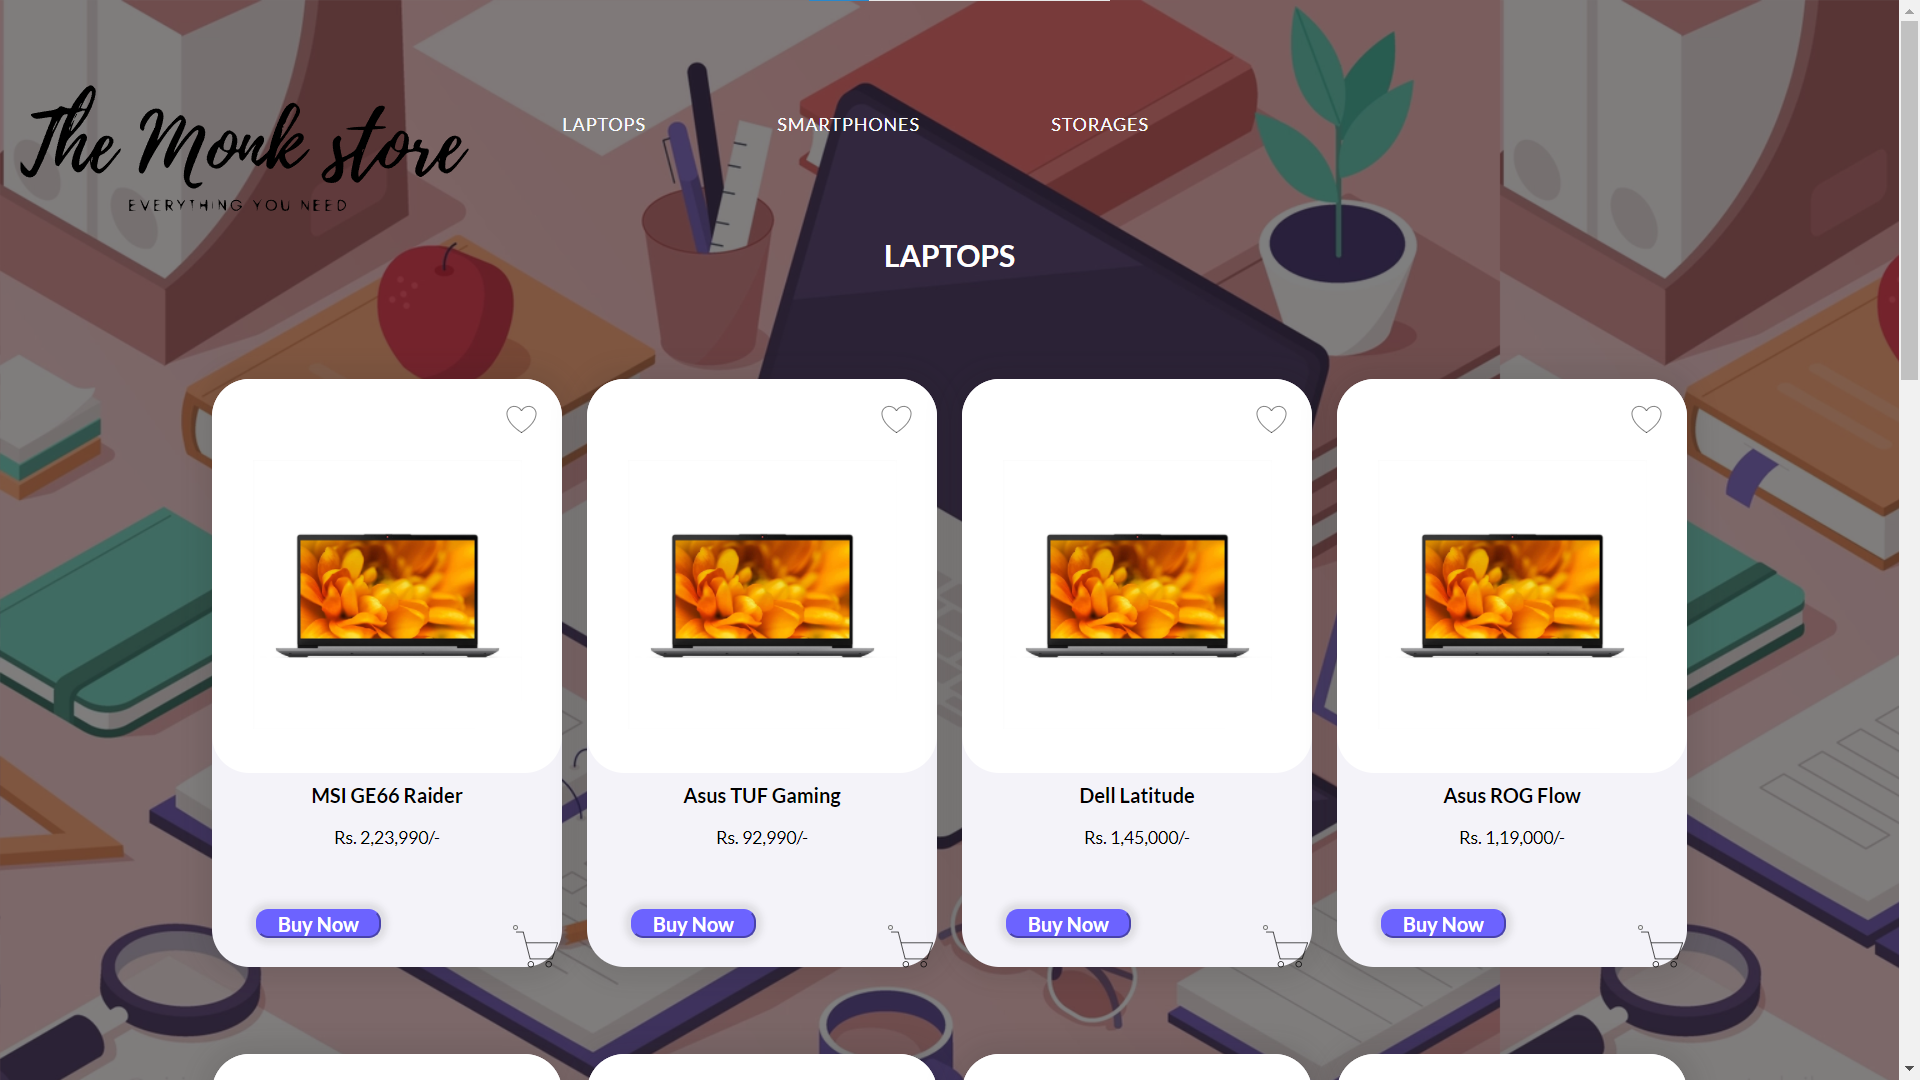 The Monk store
EVERYTHING YOU NEED
LAPTOPS
SMARTPHONES
STORAGES
LAPTOPS
MSI GE66 Raider
Rs. 2,23,990/-
Buy Now
Asus TUF Gaming
Rs. 92,990/-
Buy Now
Dell Latitude
Rs. 1,45,000/-
Buy Now
Asus ROG Flow
Rs. 1,19,000/-
Buy Now